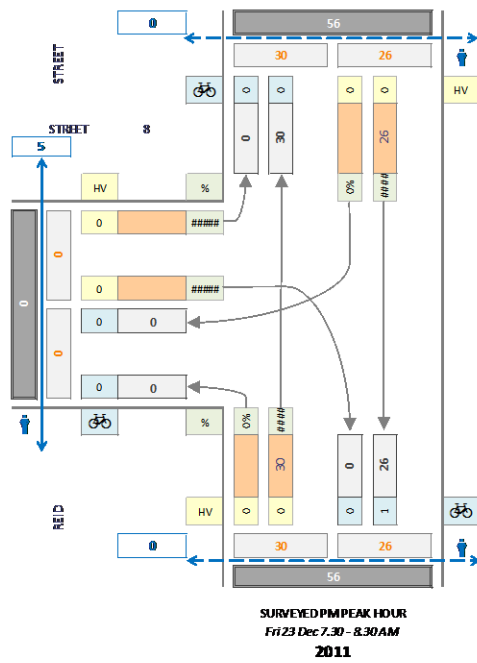 0
56
30 26
STREET
0 0 0 0
HV
STREET 8
0 30 26
5
HV %
0% ####
0 #####
0
0 #####
0
0 0
0
0 0
%
0% ####
30
0 26
REID
HV
0 0 0 1
0
30 26
56
SURVEYED PM PEAK HOUR
Fri 23 Dec 7.30 - 8.30 AM
2011